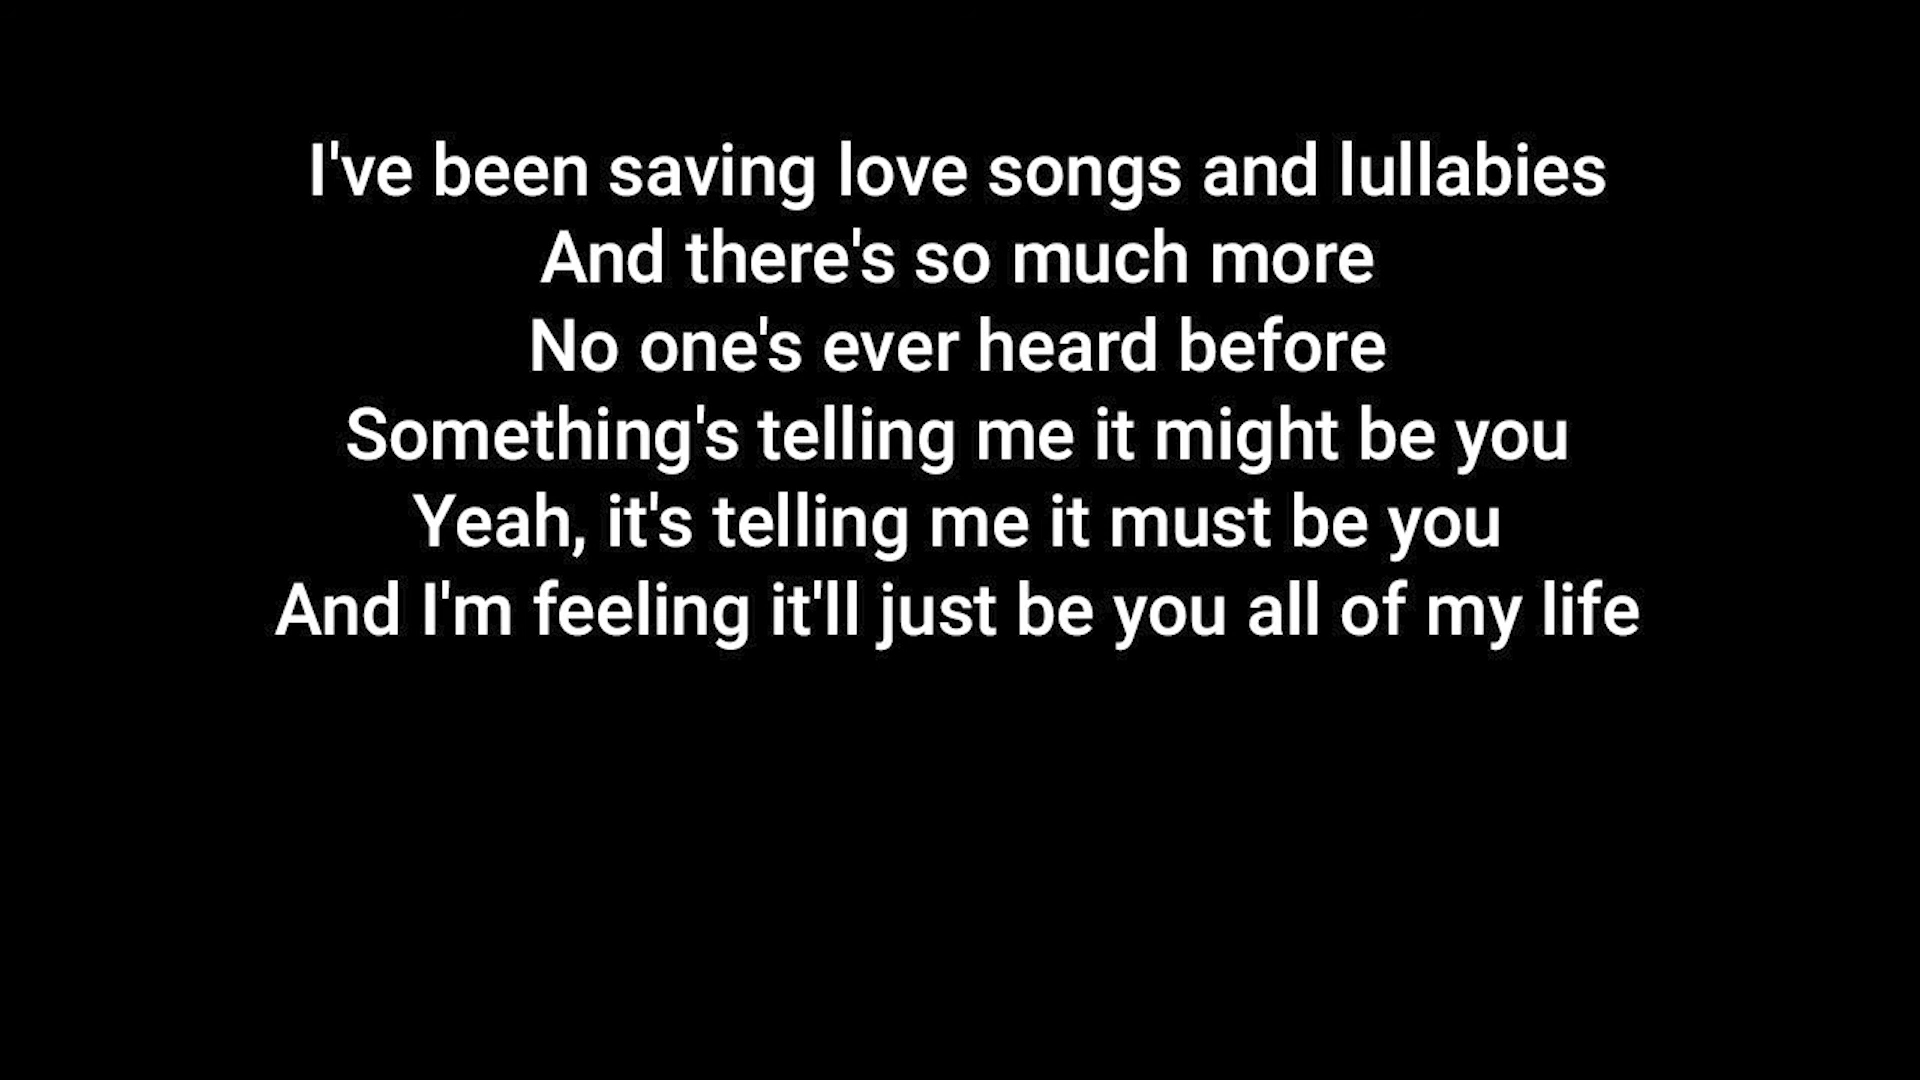 I've been saving love songs and lullabies
And there's so much more
No one's ever heard before
Something's telling me it might be you
Yeah, it's telling me it must be you
And I'm feeling it'll just be you all of my life